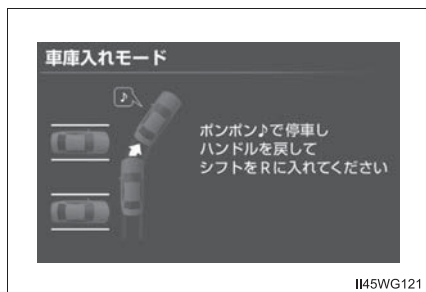 車庫入れモード
♪
ポンポン♪で停車し
ハンドルを戻して
シフトをRに入れてください
II45WG121